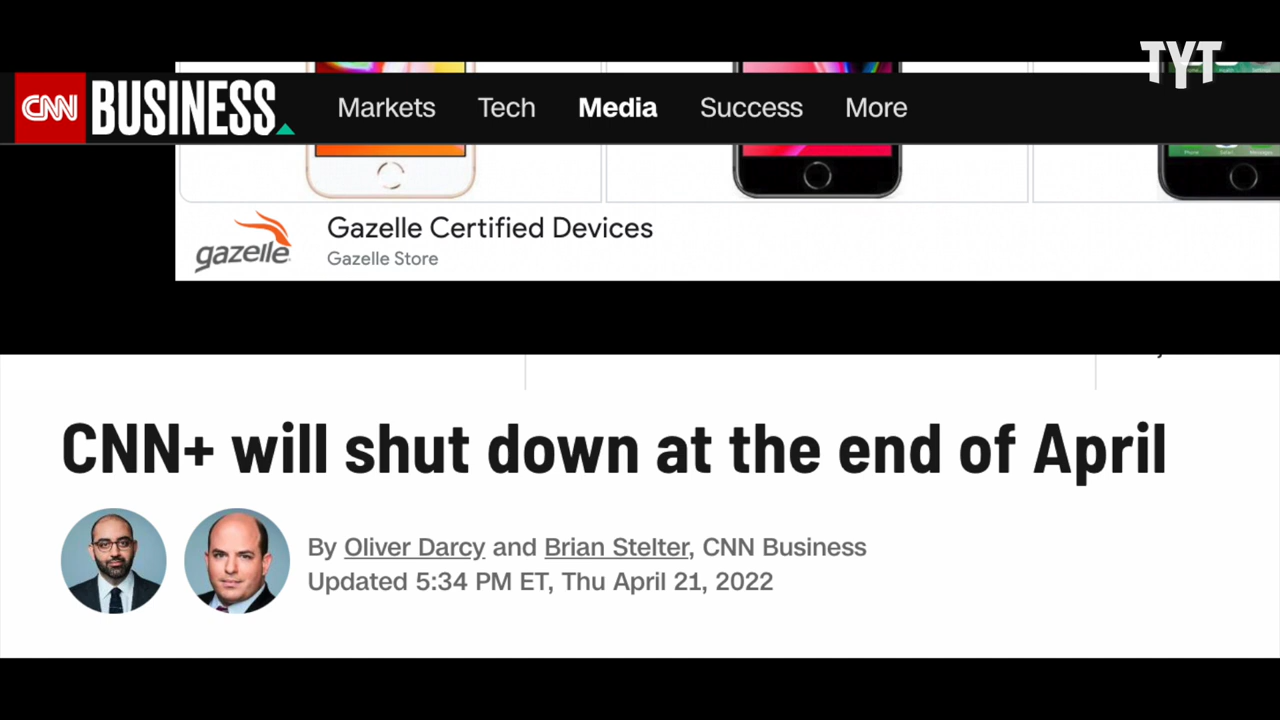 TYT
CNN BUSINESS Markets Tech Media Success More
gazelle
Gazelle Certified Devices
Gazelle Store
CNN+ will shut down at the end of April
By Oliver Darcy and Brian Stelter, CNN Business
Updated 5:34 PM ET, Thu April 21, 2022